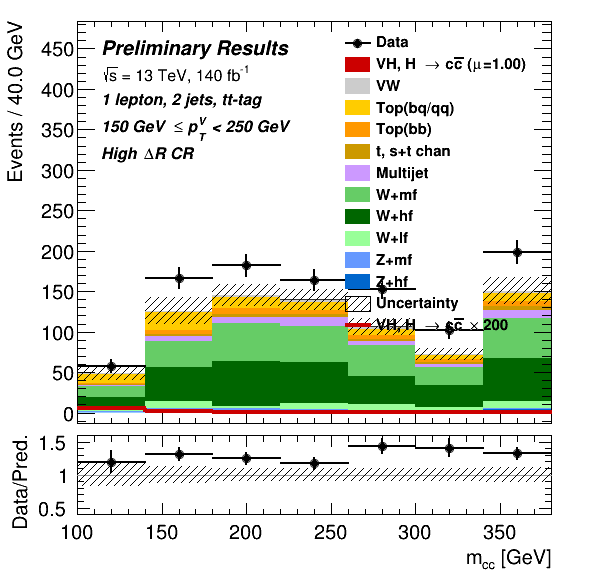 Events / 40.0 GeV
450
400
350
300
250
200
150
100
50
0
Preliminary Results
√s = 13 TeV, 140 fb⁻¹
1 lepton, 2 jets, tt-tag
150 GeV ≤ p_T^V < 250 GeV
High ΔR CR
Data
VH, H → cc̅ (μ=1.00)
VW
Top(bq/qq)
Top(bb)
t, s+t chan
Multijet
W+mf
W+hf
W+lf
Z+mf
Z+hf
Uncertainty
VH, H → cc̅ × 200
Data/Pred.
1.5
1
0.5
100 150 200 250 300 350
m_cc [GeV]